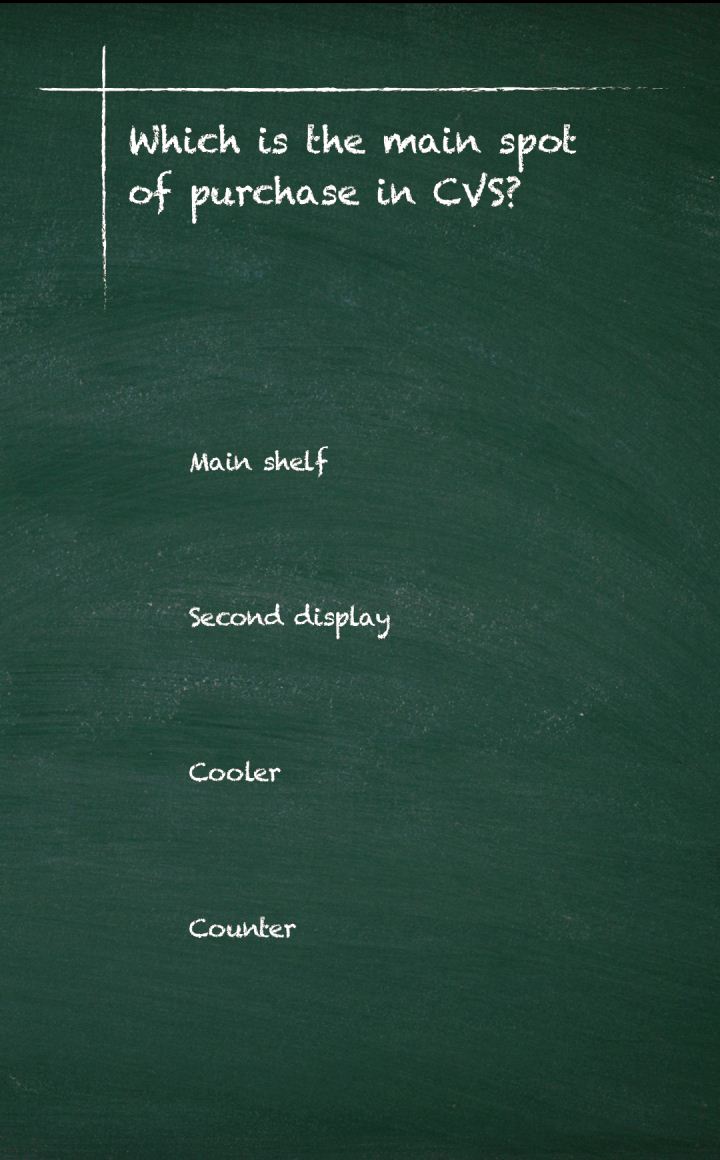 Which is the main spot
of purchase in CVS?
Main shelf
Second display
Cooler
Counter